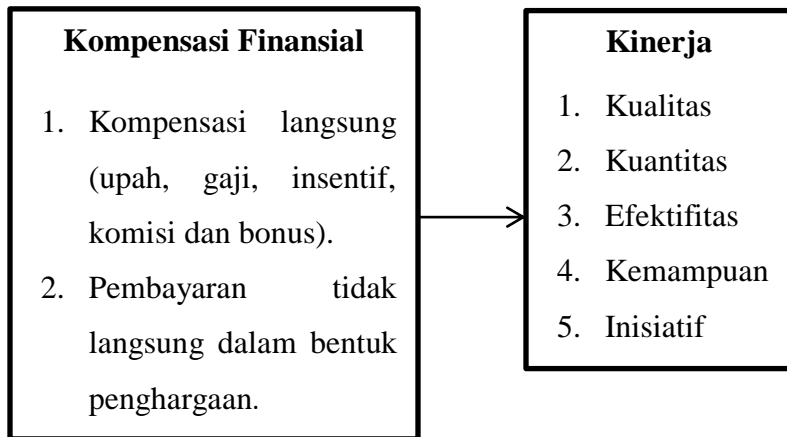 Kompensasi Finansial
1. Kompensasi langsung
(upah, gaji, insentif,
komisi dan bonus).
2. Pembayaran tidak
langsung dalam bentuk
penghargaan.
Kinerja
1. Kualitas
2. Kuantitas
3. Efektifitas
4. Kemampuan
5. Inisiatif